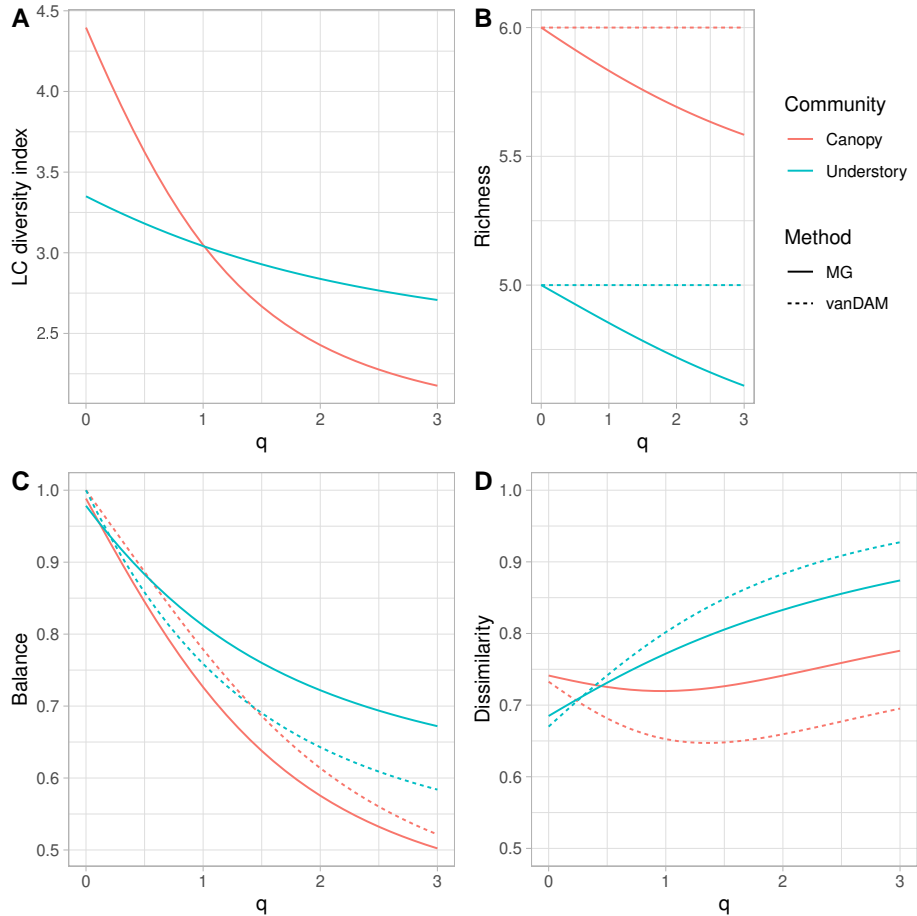 A
LC diversity index
4.5
4.0
3.5
3.0
2.5
0 1 2 3
q
B
Richness
6.0
5.5
5.0
0 1 2 3
q
Community
Canopy
Understory
Method
MG
vanDAM
C
Balance
1.0
0.9
0.8
0.7
0.6
0.5
0 1 2 3
q
D
Dissimilarity
1.0
0.9
0.8
0.7
0.6
0.5
0 1 2 3
q